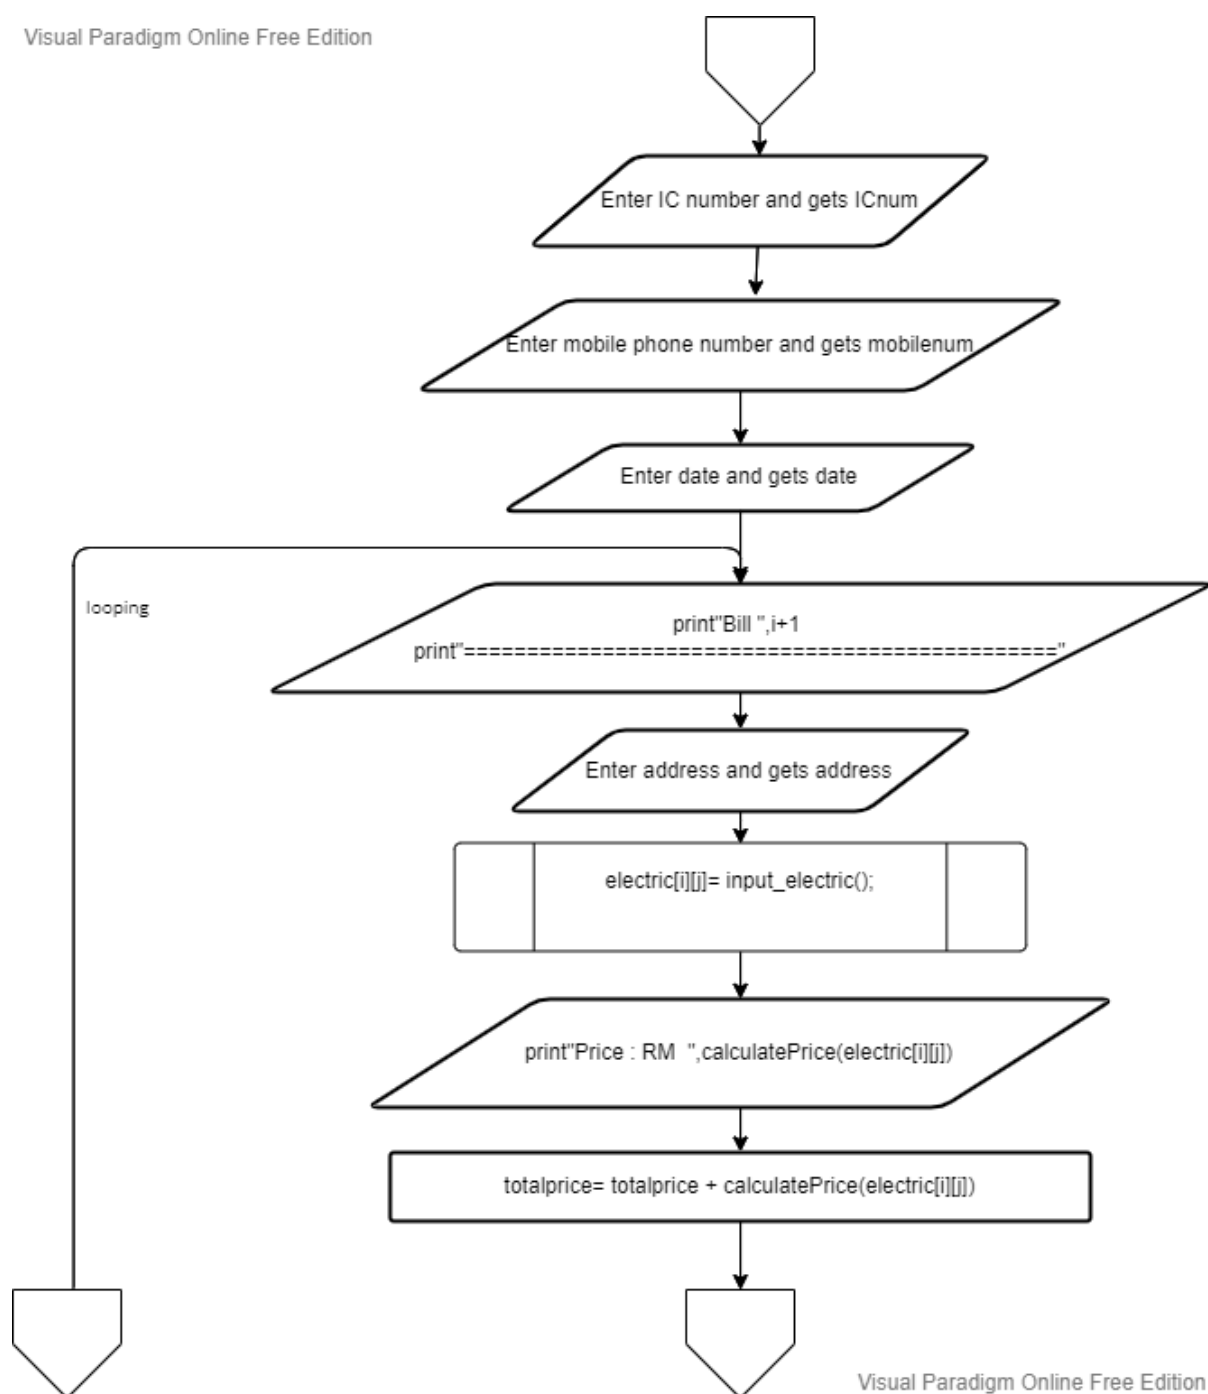 Visual Paradigm Online Free Edition
Enter IC number and gets ICnum
Enter mobile phone number and gets mobilenum
Enter date and gets date
looping
print"Bill ",i+1
print"================================================"
Enter address and gets address
electric[i][j]= input_electric();
print"Price : RM  ",calculatePrice(electric[i][j])
totalprice= totalprice + calculatePrice(electric[i][j])
Visual Paradigm Online Free Edition